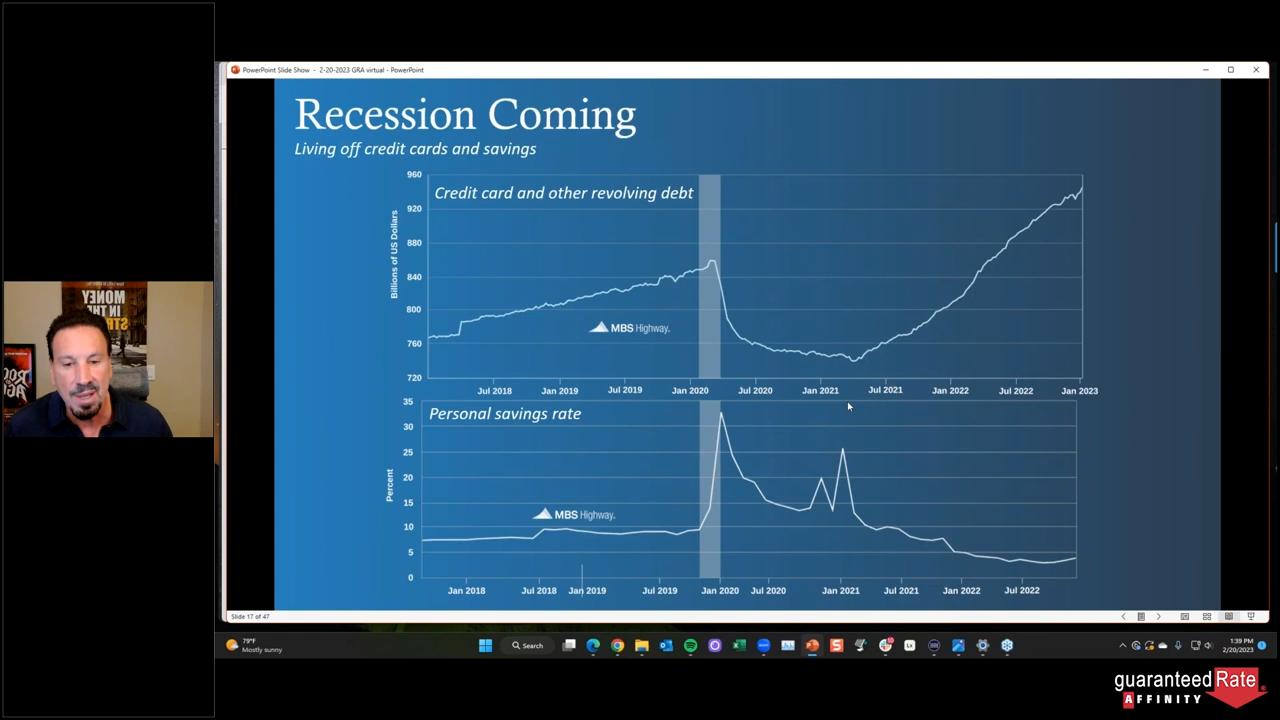 PowerPoint Slide Show - 2-20-2023 GRA virtual - PowerPoint
Recession Coming
Living off credit cards and savings
Credit card and other revolving debt
Billions of US Dollars
960
920
880
840
800
760
720
MBS Highway.
Jul 2018 Jan 2019 Jul 2019 Jan 2020 Jul 2020 Jan 2021 Jul 2021 Jan 2022 Jul 2022 Jan 2023
Personal savings rate
Percent
35
30
25
20
15
10
5
0
MBS Highway.
Jan 2018 Jul 2018 Jan 2019 Jul 2019 Jan 2020 Jul 2020 Jan 2021 Jul 2021 Jan 2022 Jul 2022
MONEY
IN THE
Slide 17 of 47
79°F
Mostly sunny
Search
Lx
1:39 PM
2/20/2023
guaranteed Rate
AFFINITY